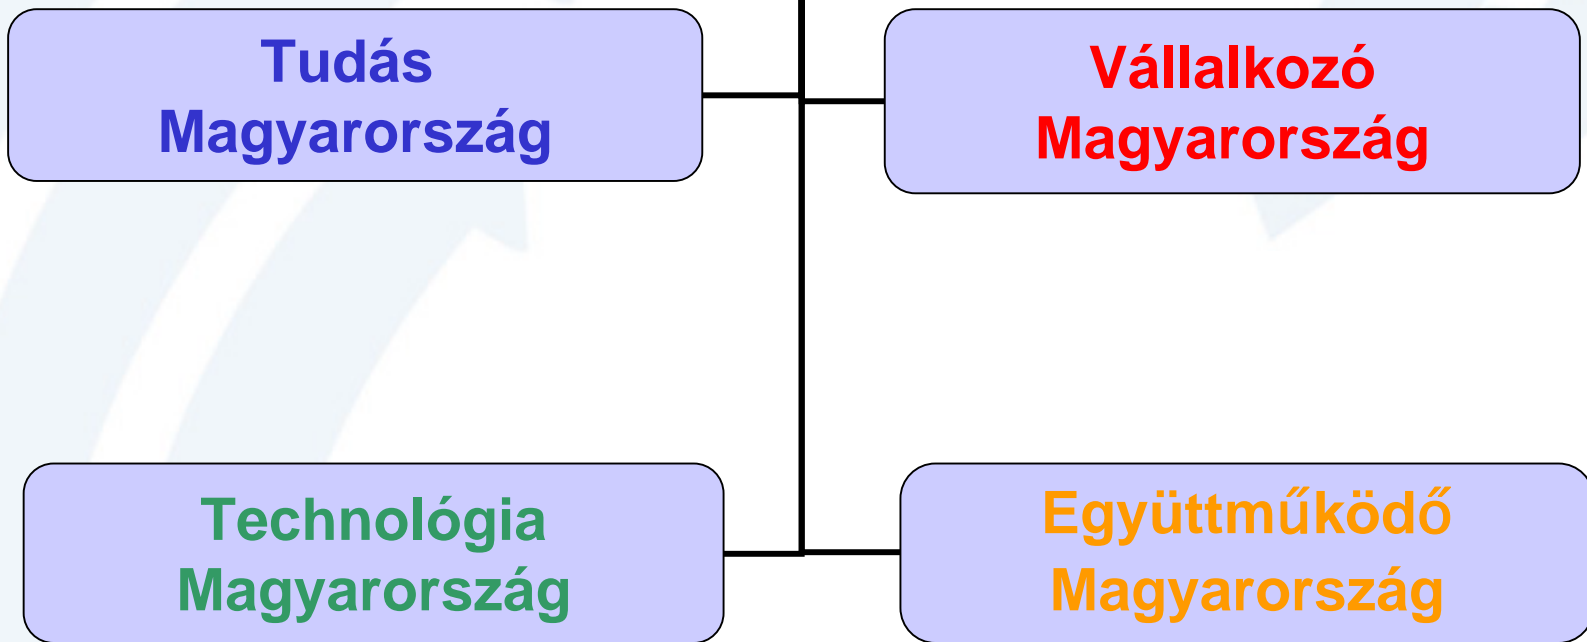 Tudás
Magyarország
Vállalkozó
Magyarország
Technológia
Magyarország
Együttműködő
Magyarország